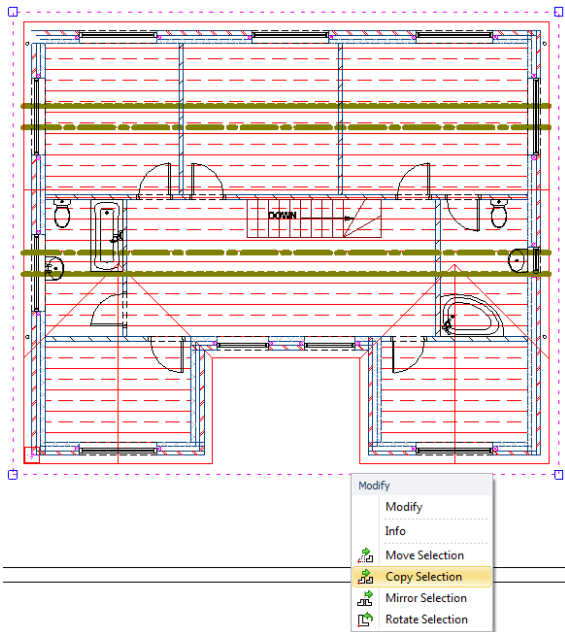 DOWN
Modify
Modify
Info
Move Selection
Copy Selection
Mirror Selection
Rotate Selection